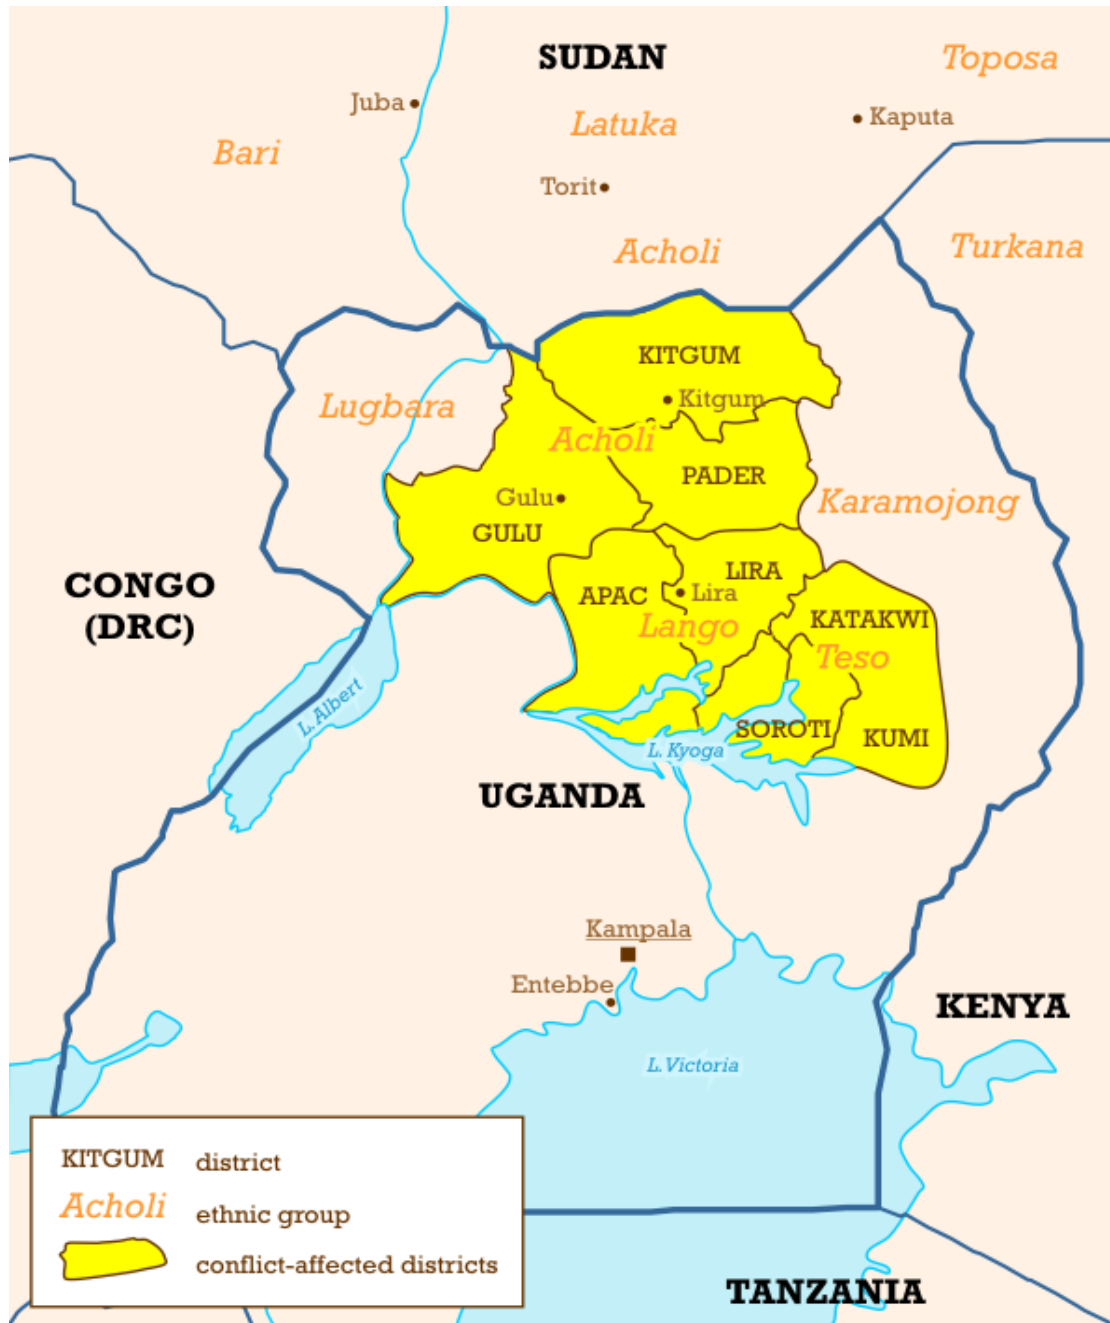 SUDAN
Toposa
Juba
Kaputa
Latuka
Bari
Torit
Acholi
Turkana
KITGUM
Kitgum
Lugbara
Acholi
PADER
Gulu
Karamojong
GULU
CONGO
(DRC)
LIRA
APAC
Lira
KATAKWI
Lango
Teso
L. Albert
SOROTI
KUMI
L. Kyoga
UGANDA
Kampala
Entebbe
KENYA
L. Victoria
KITGUM district
Acholi ethnic group
conflict-affected districts
TANZANIA